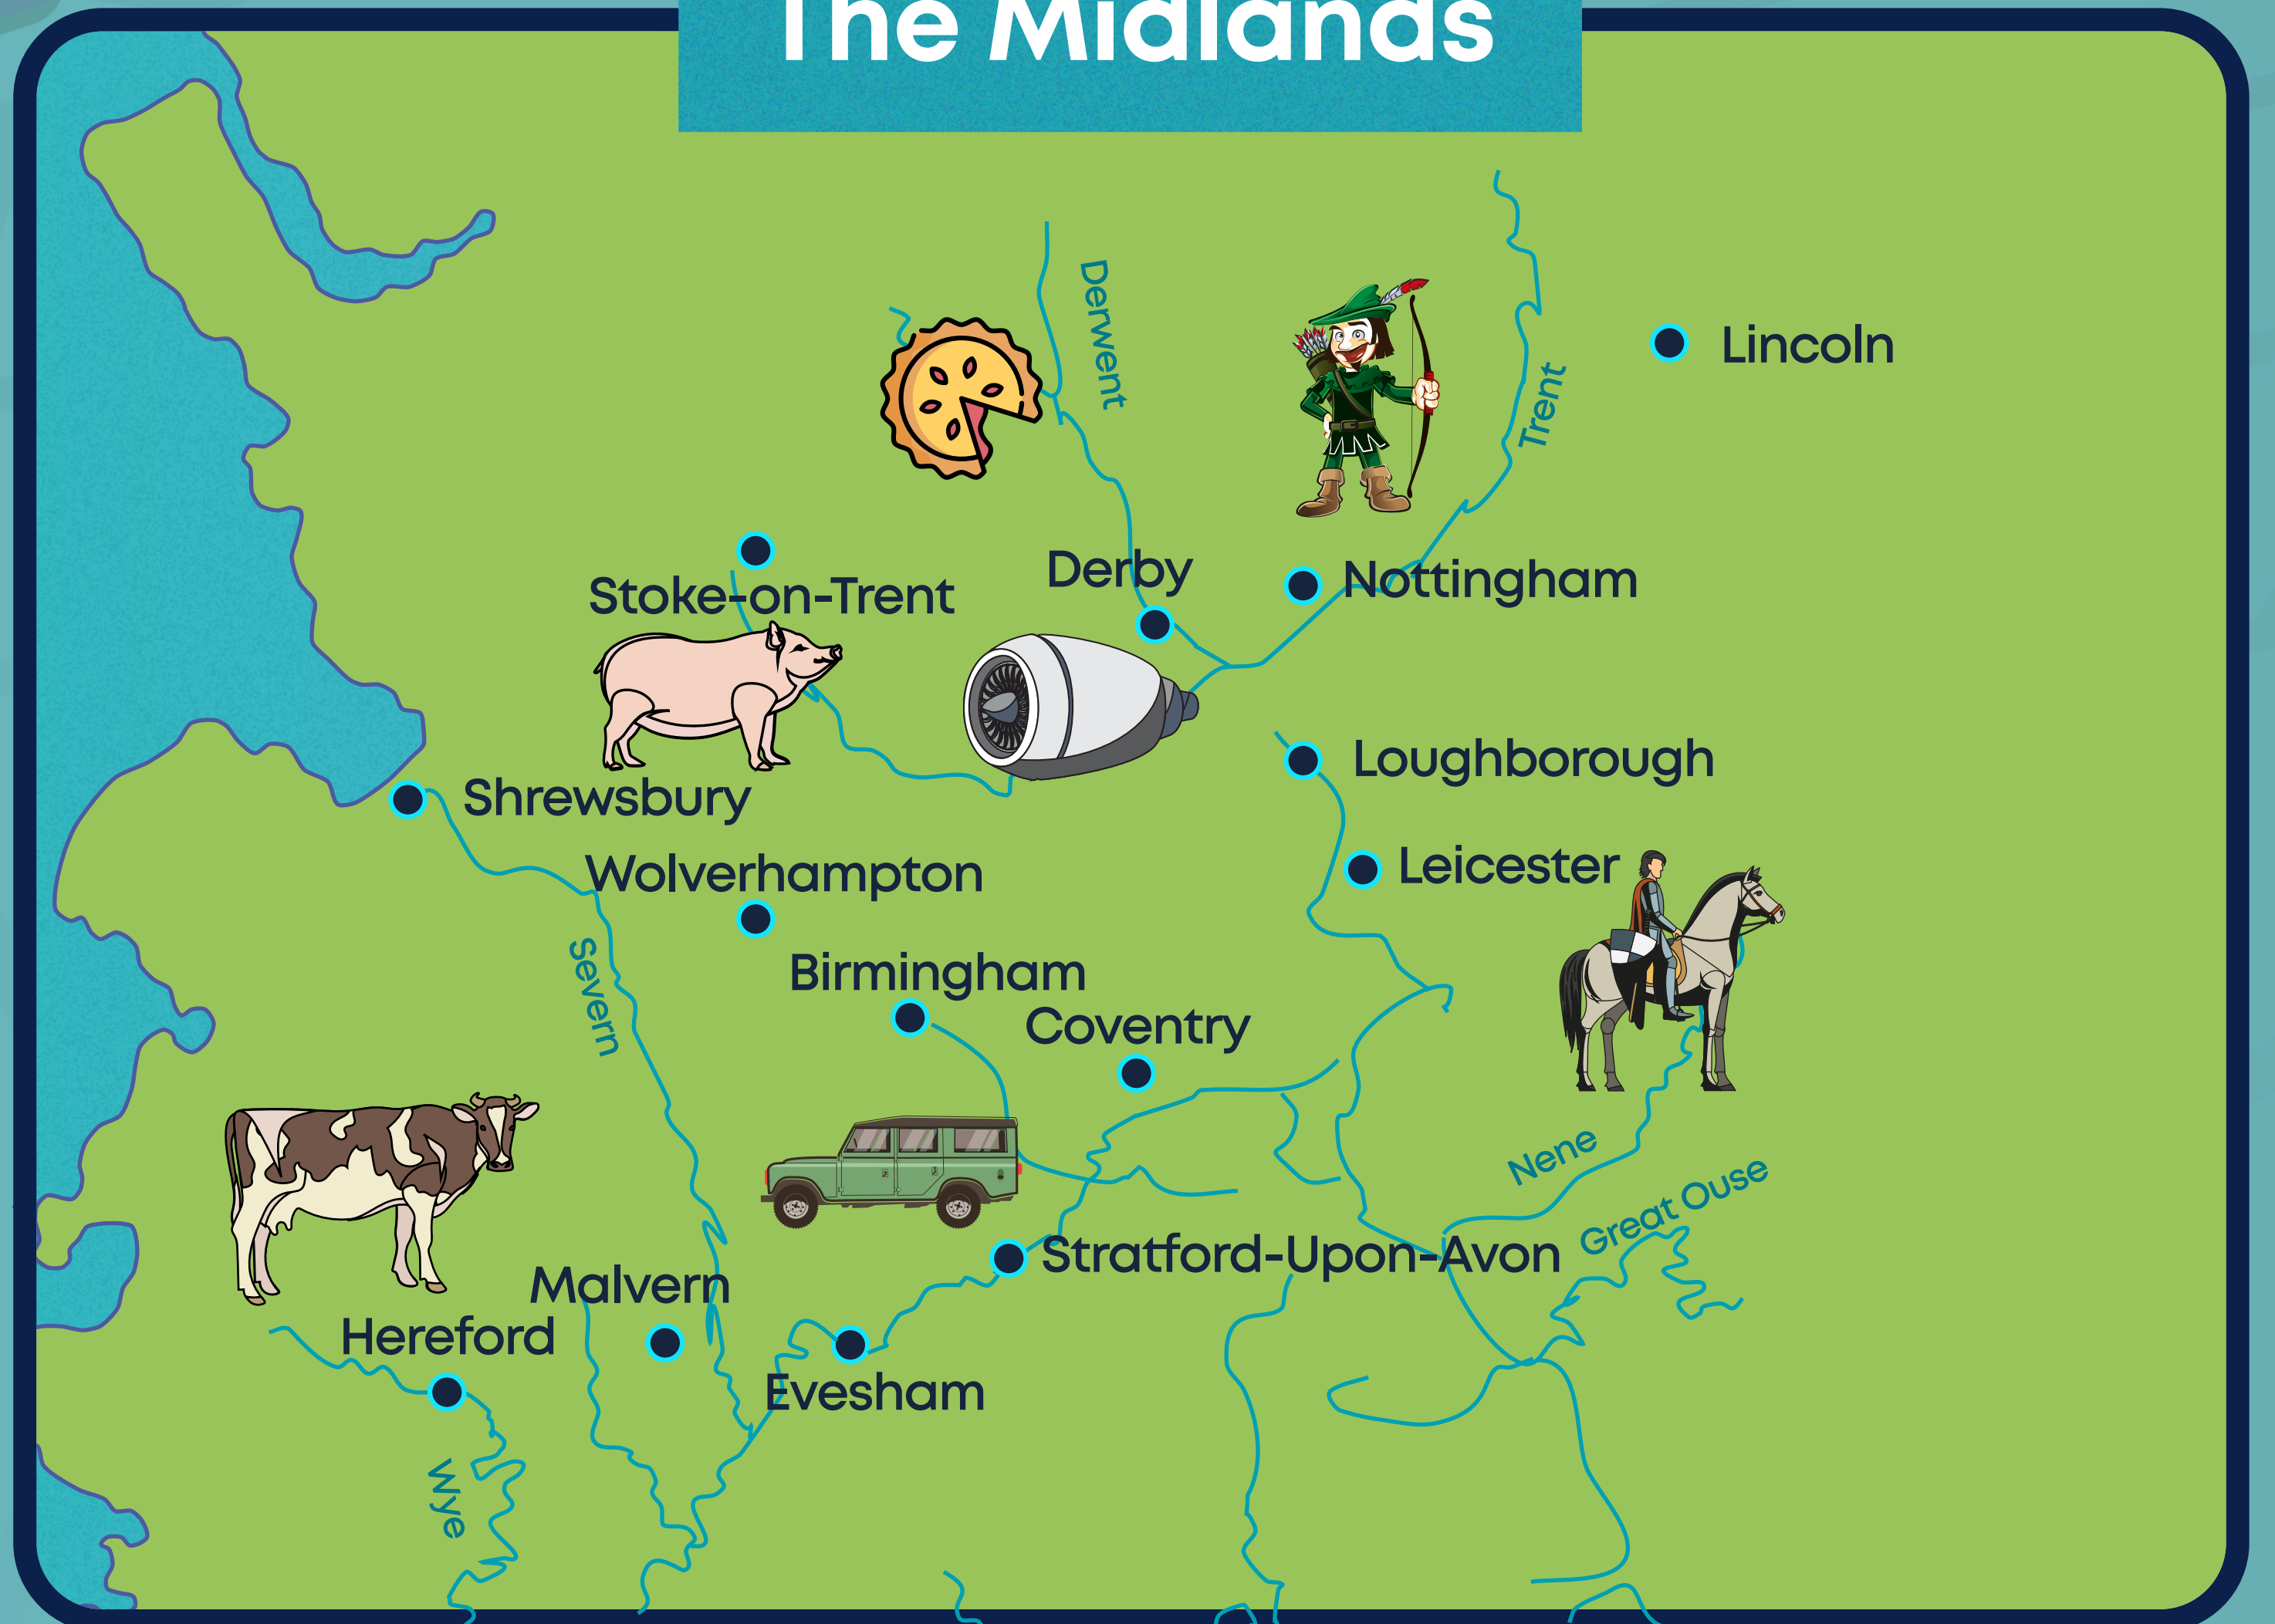 The Midlands
Derwent
Lincoln
Trent
Derby
Nottingham
Stoke-on-Trent
Loughborough
Shrewsbury
Leicester
Wolverhampton
Severn
Birmingham
Coventry
Nene
Great Ouse
Stratford-Upon-Avon
Malvern
Hereford
Evesham
Wye